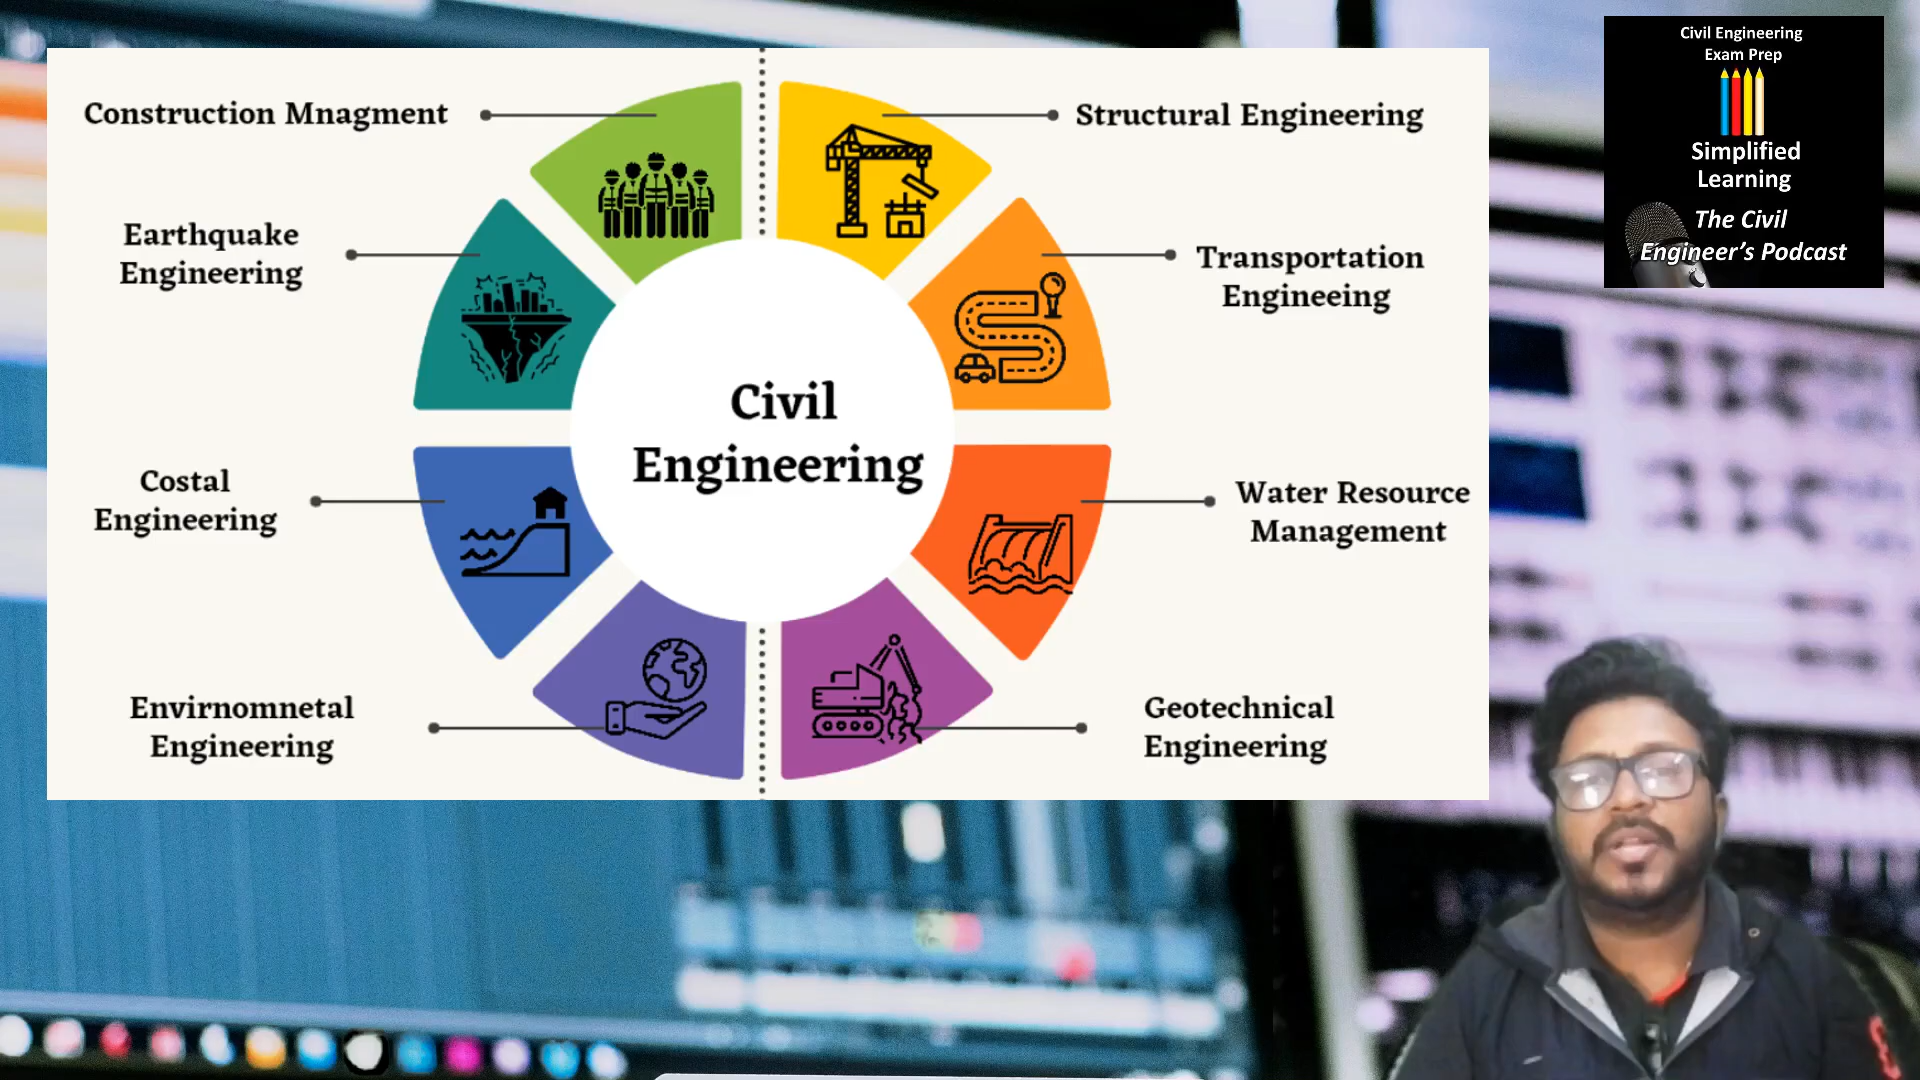 Construction Mnagment
Structural Engineering
Earthquake
Engineering
Transportation
Engineeing
Civil
Engineering
Costal
Engineering
Water Resource
Management
Envirnomnetal
Engineering
Geotechnical
Engineering
Civil Engineering
Exam Prep
Simplified
Learning
The Civil
Engineer’s Podcast